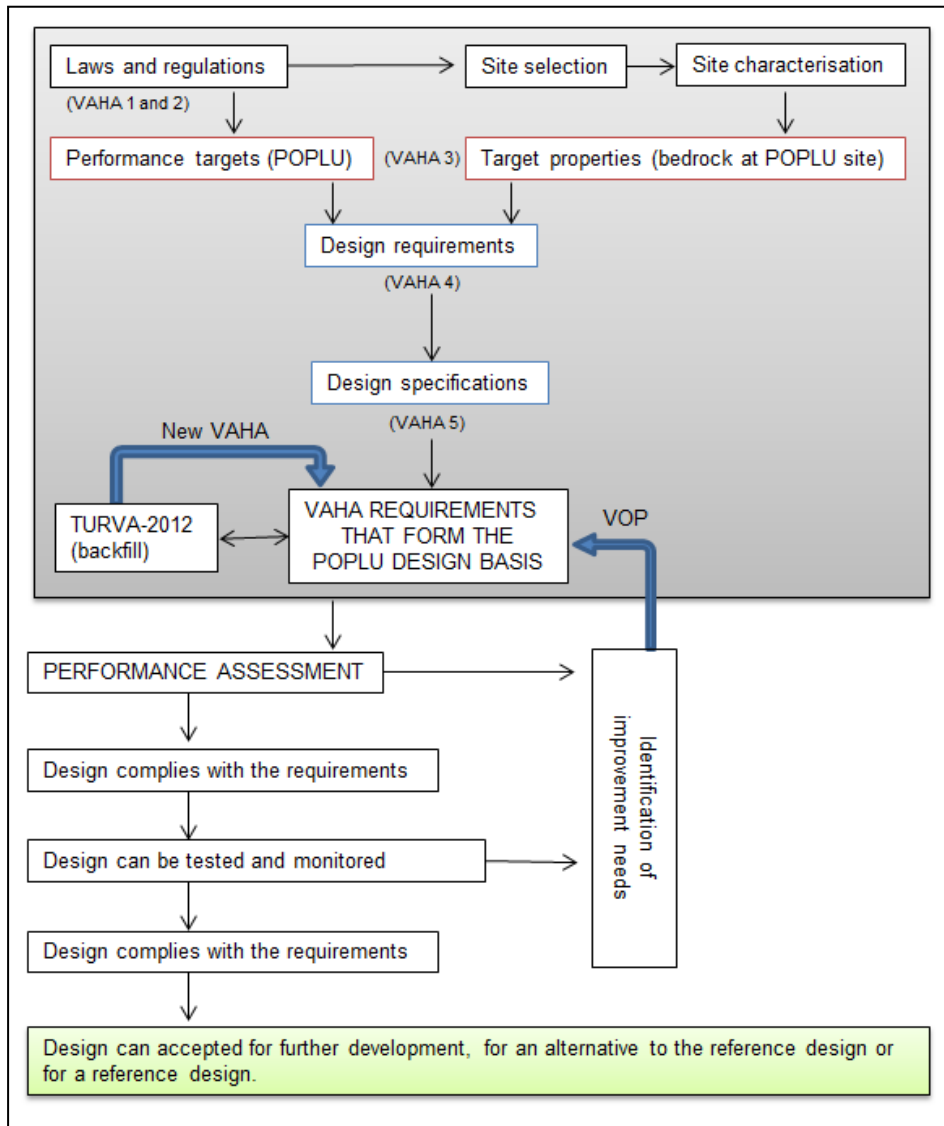 Laws and regulations
Site selection
Site characterisation
(VAHA 1 and 2)
Performance targets (POPLU)
(VAHA 3)
Target properties (bedrock at POPLU site)
Design requirements
(VAHA 4)
Design specifications
(VAHA 5)
New VAHA
TURVA-2012
(backfill)
VAHA REQUIREMENTS
THAT FORM THE
POPLU DESIGN BASIS
VOP
PERFORMANCE ASSESSMENT
Identification of
improvement needs
Design complies with the requirements
Design can be tested and monitored
Design complies with the requirements
Design can accepted for further development, for an alternative to the reference design or
for a reference design.